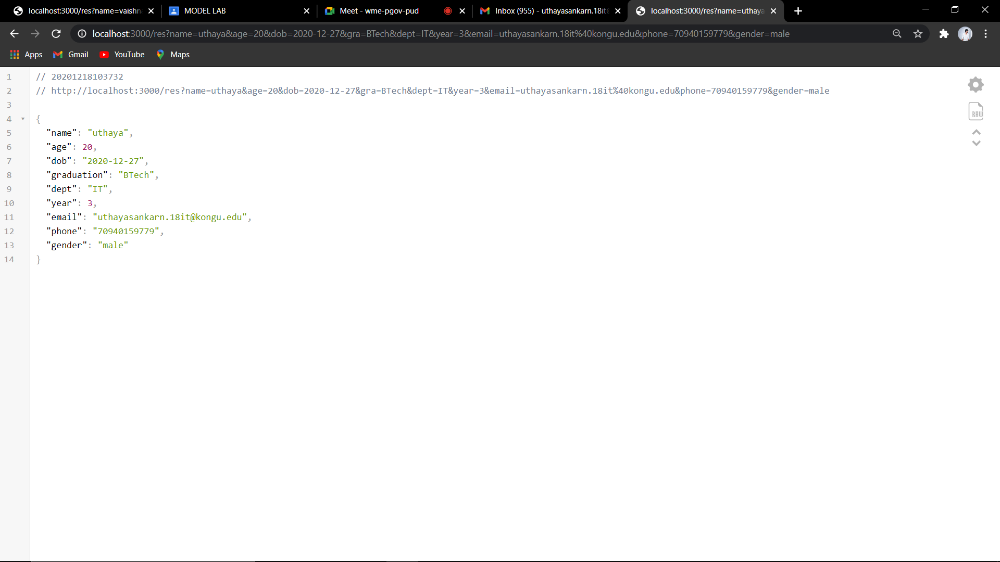 localhost:3000/res?name=vaishn
MODEL LAB
Meet - wme-pgov-pud
Inbox (955) - uthayasankarn.18it
localhost:3000/res?name=uthaya
localhost:3000/res?name=uthaya&age=20&dob=2020-12-27&gra=BTech&dept=IT&year=3&email=uthayasankarn.18it%40kongu.edu&phone=70940159779&gender=male
Apps
Gmail
YouTube
Maps
1 // 20201218103732
2 // http://localhost:3000/res?name=uthaya&age=20&dob=2020-12-27&gra=BTech&dept=IT&year=3&email=uthayasankarn.18it%40kongu.edu&phone=70940159779&gender=male
3
4 {
5 "name": "uthaya",
6 "age": 20,
7 "dob": "2020-12-27",
8 "graduation": "BTech",
9 "dept": "IT",
10 "year": 3,
11 "email": "uthayasankarn.18it@kongu.edu",
12 "phone": "70940159779",
13 "gender": "male"
14 }
RAW